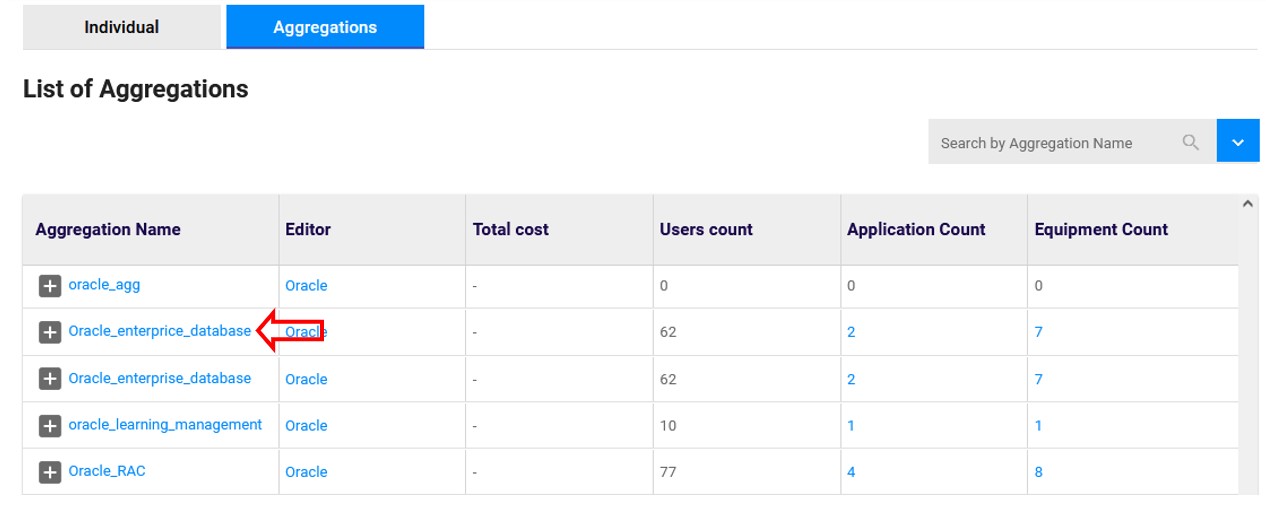 Individual Aggregations
List of Aggregations
Search by Aggregation Name
Aggregation Name Editor Total cost Users count Application Count Equipment Count
oracle_agg Oracle - 0 0 0
Oracle_enterprice_database Oracle - 62 2 7
Oracle_enterprise_database Oracle - 62 2 7
oracle_learning_management Oracle - 10 1 1
Oracle_RAC Oracle - 77 4 8